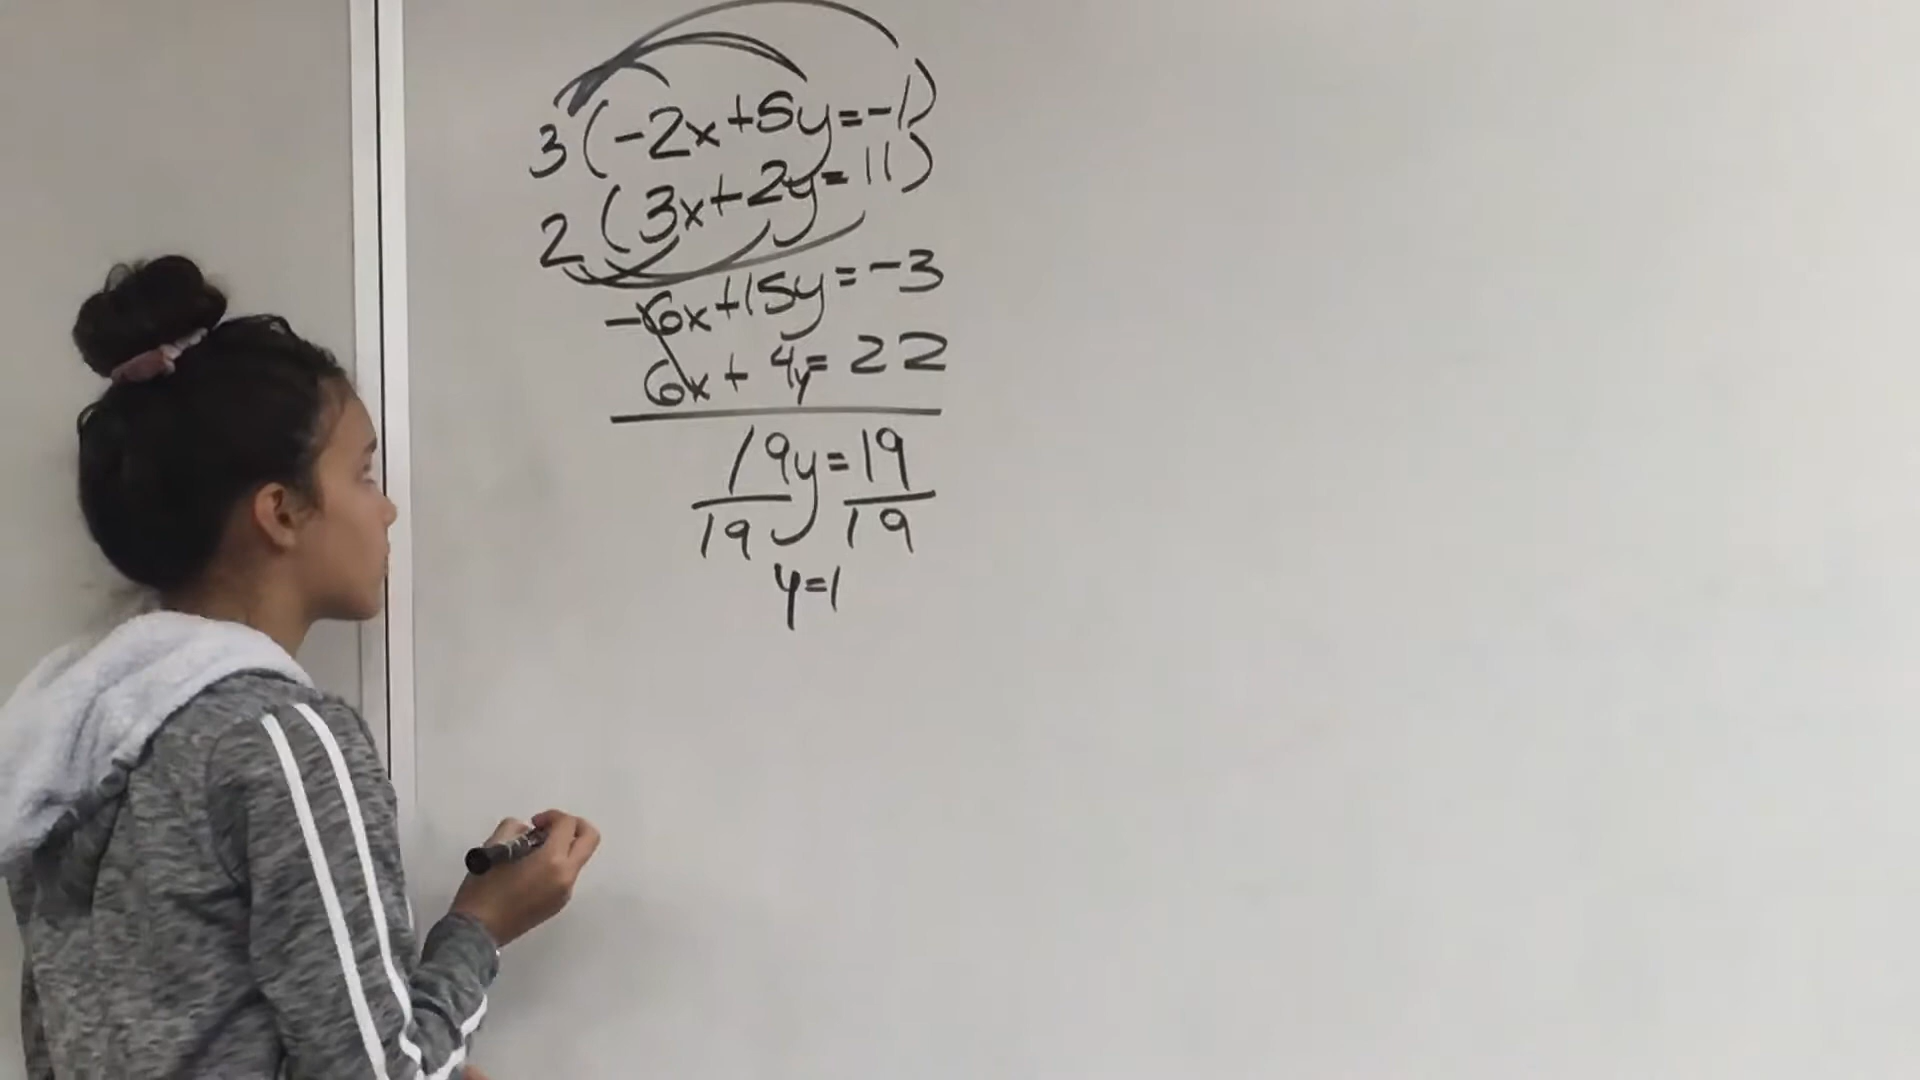 3(-2x+5y=-1)
2(3x+2y=11)
-6x+15y=-3
6x+4y=22
19y=19
19 19
y=1